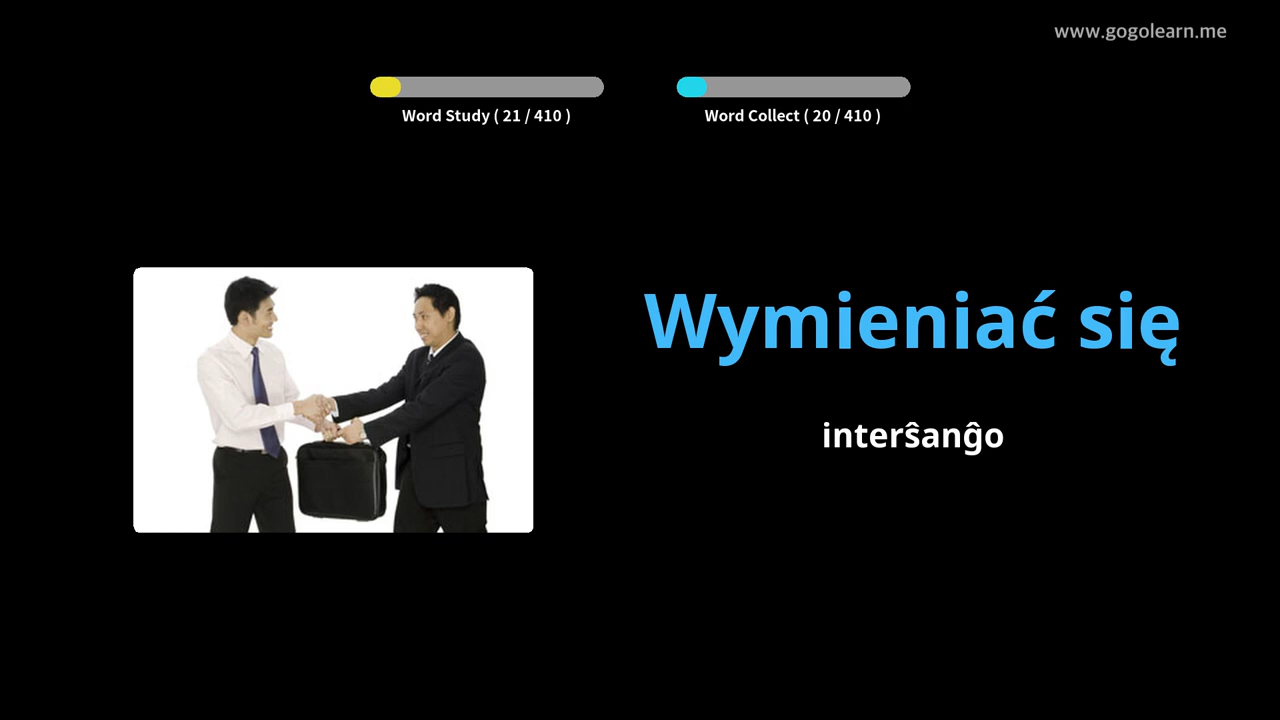 www.gogolearn.me
Word Study ( 21 / 410 )
Word Collect ( 20 / 410 )
Wymieniać się
interŝanĝo